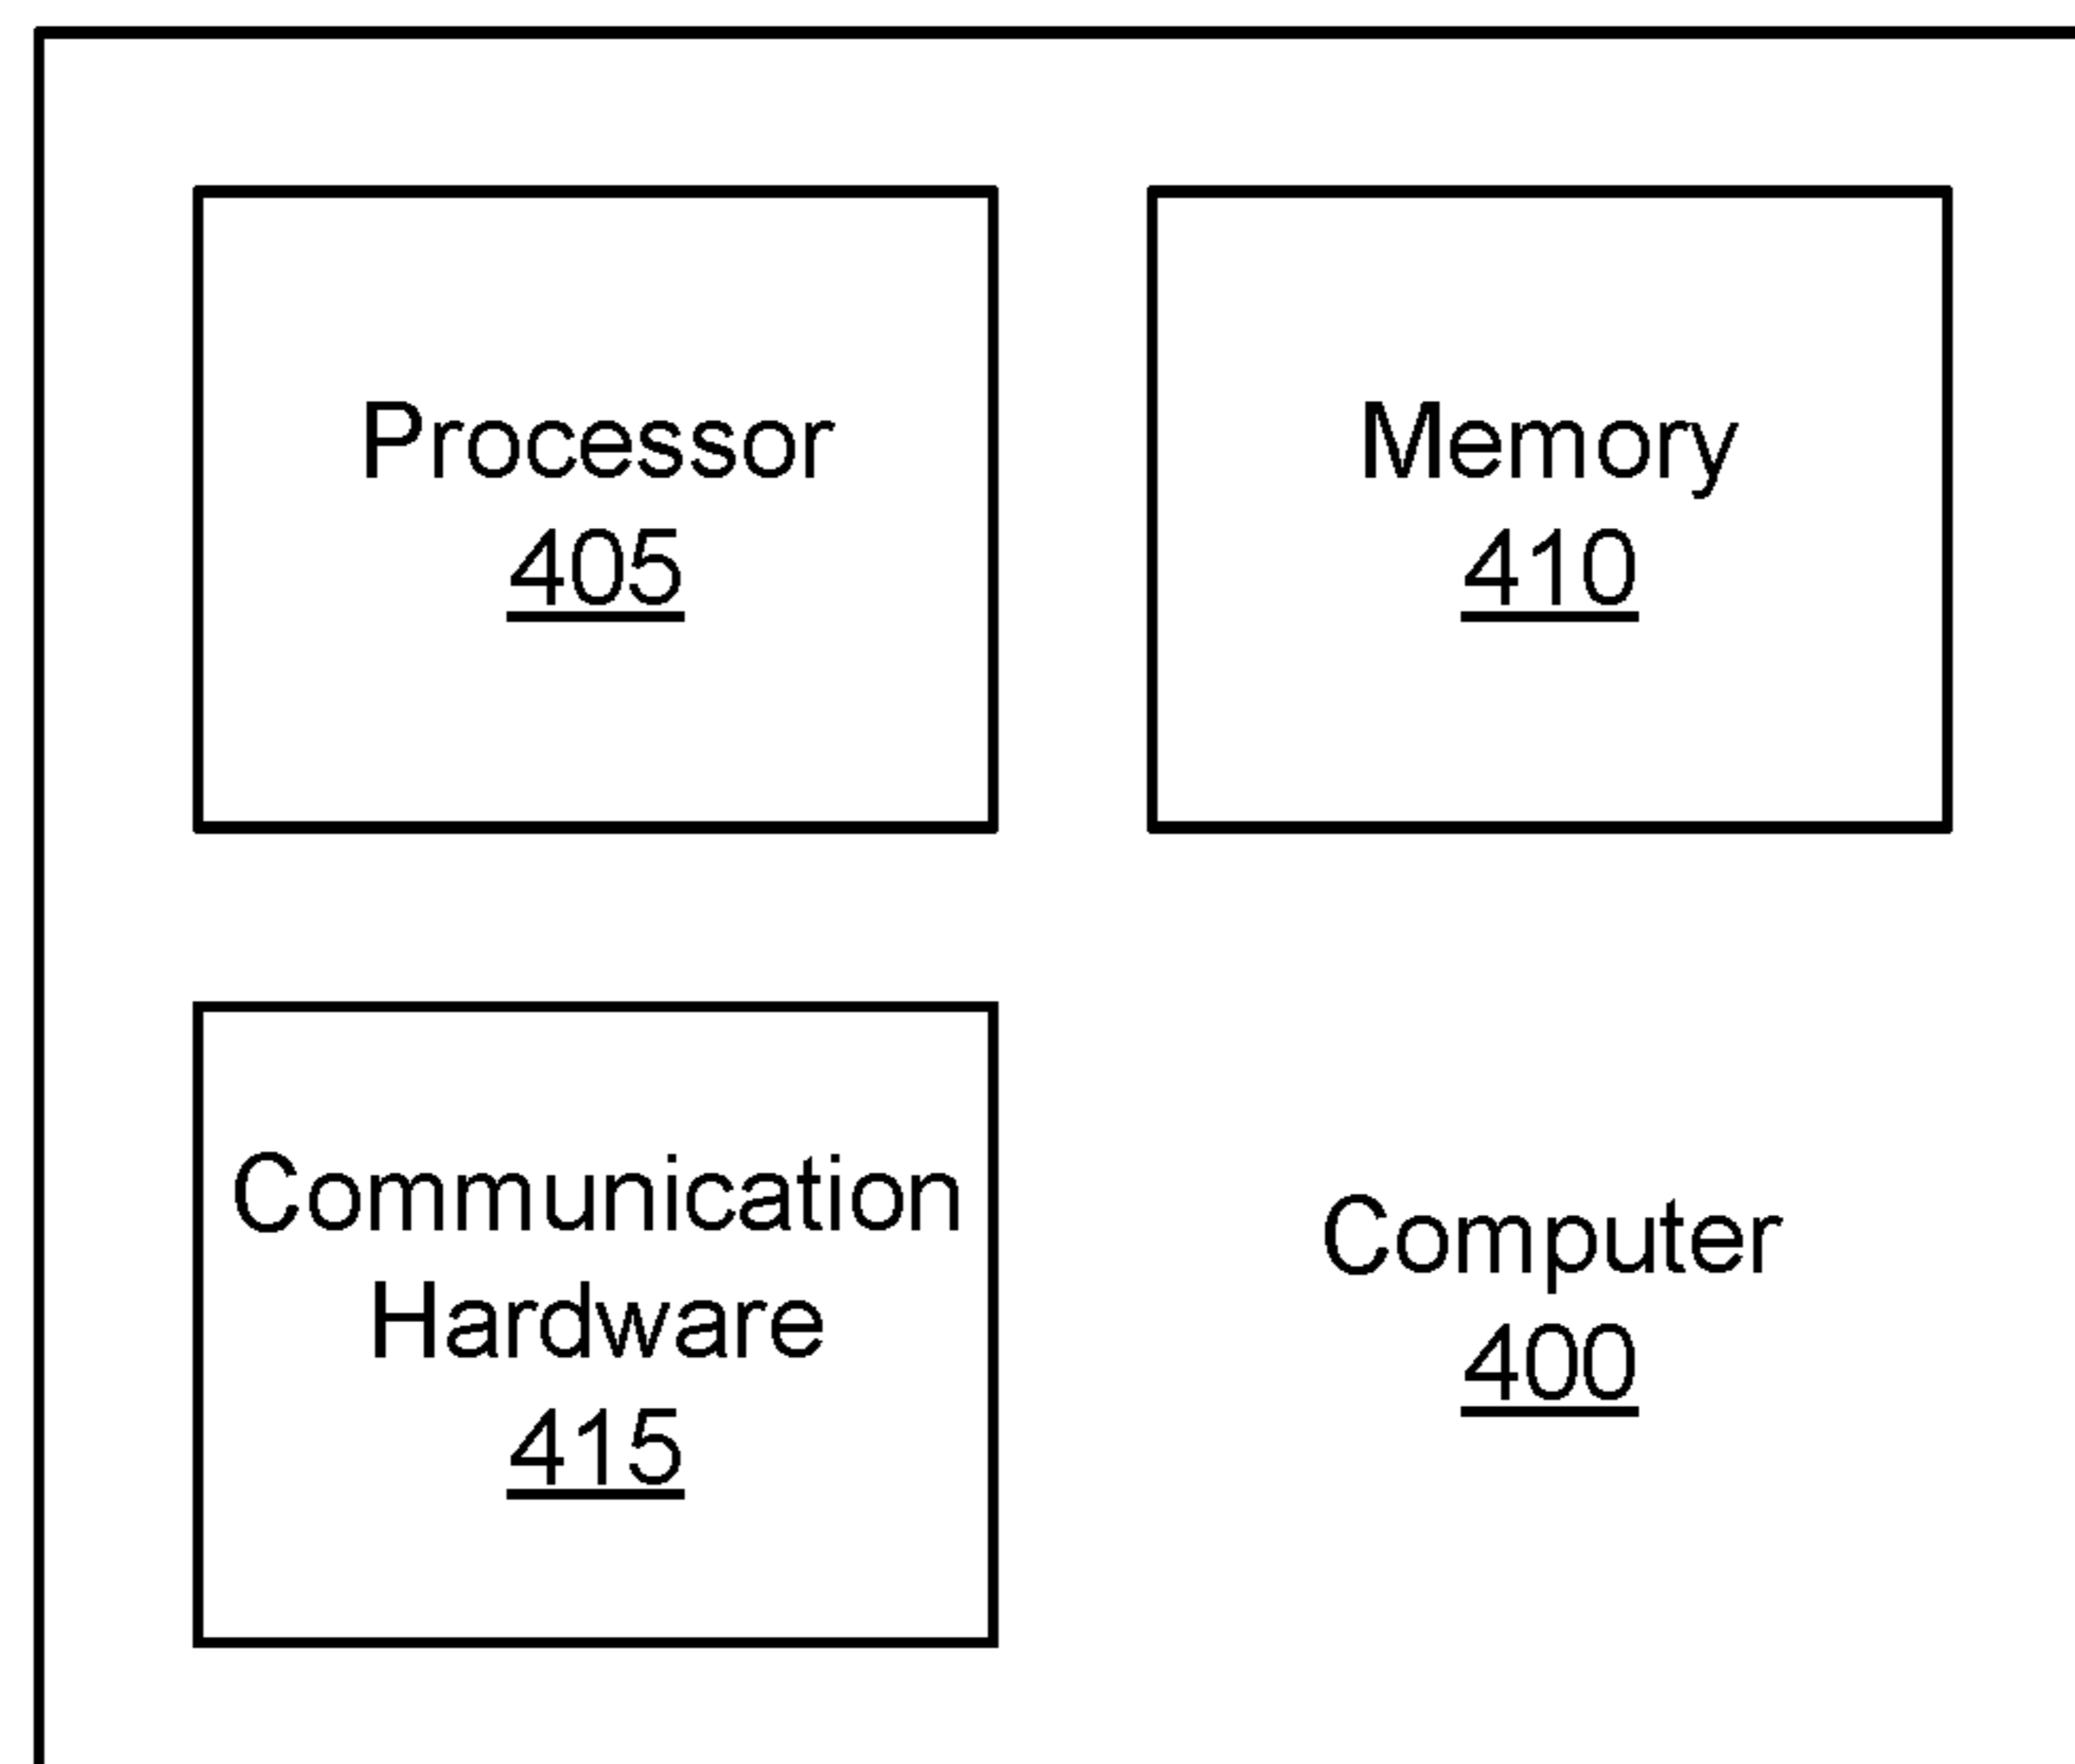 Processor
405
Memory
410
Communication
Hardware
415
Computer
400